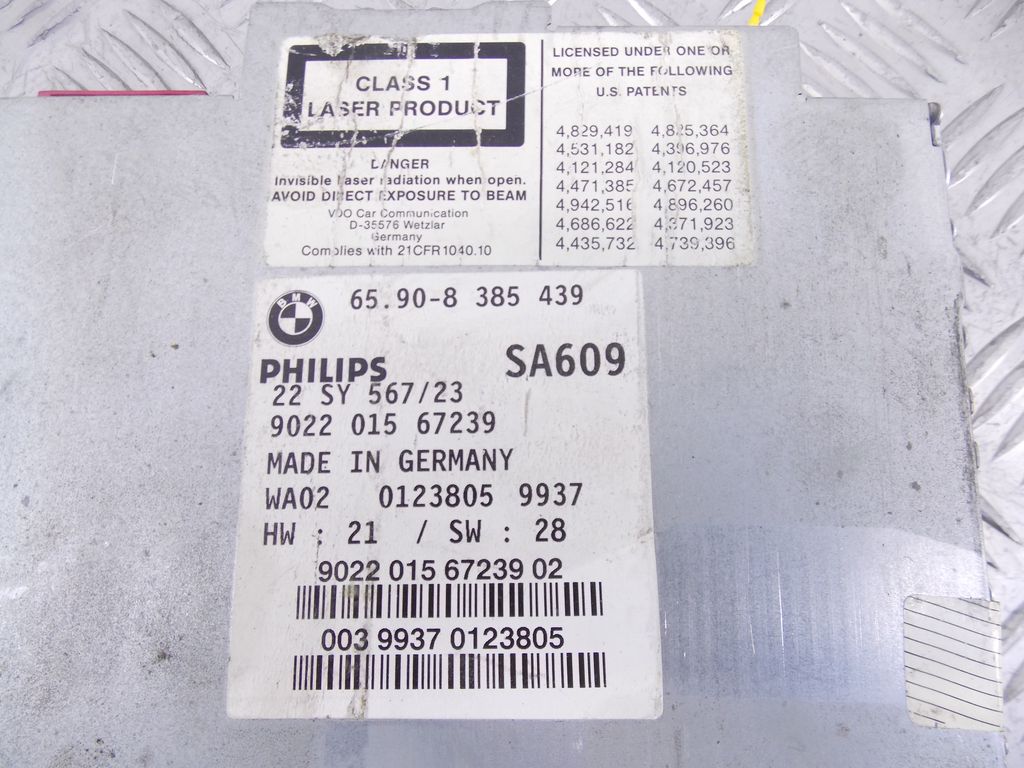 CLASS 1
LASER PRODUCT
DANGER
Invisible laser radiation when open.
AVOID DIRECT EXPOSURE TO BEAM
VDO Car Communication
D-35576 Wetzlar
Germany
Complies with 21CFR1040.10
LICENSED UNDER ONE OR
MORE OF THE FOLLOWING
U.S. PATENTS
4,829,419 4,825,364
4,531,182 4,396,976
4,121,284 4,120,523
4,471,385 4,672,457
4,942,516 4,896,260
4,686,622 4,371,923
4,435,732 4,739,396
BMW
65.90-8 385 439
PHILIPS SA609
22 SY 567/23
9022 015 67239
MADE IN GERMANY
WA02 0123805 9937
HW : 21 / SW : 28
9022 015 67239 02
003 9937 0123805